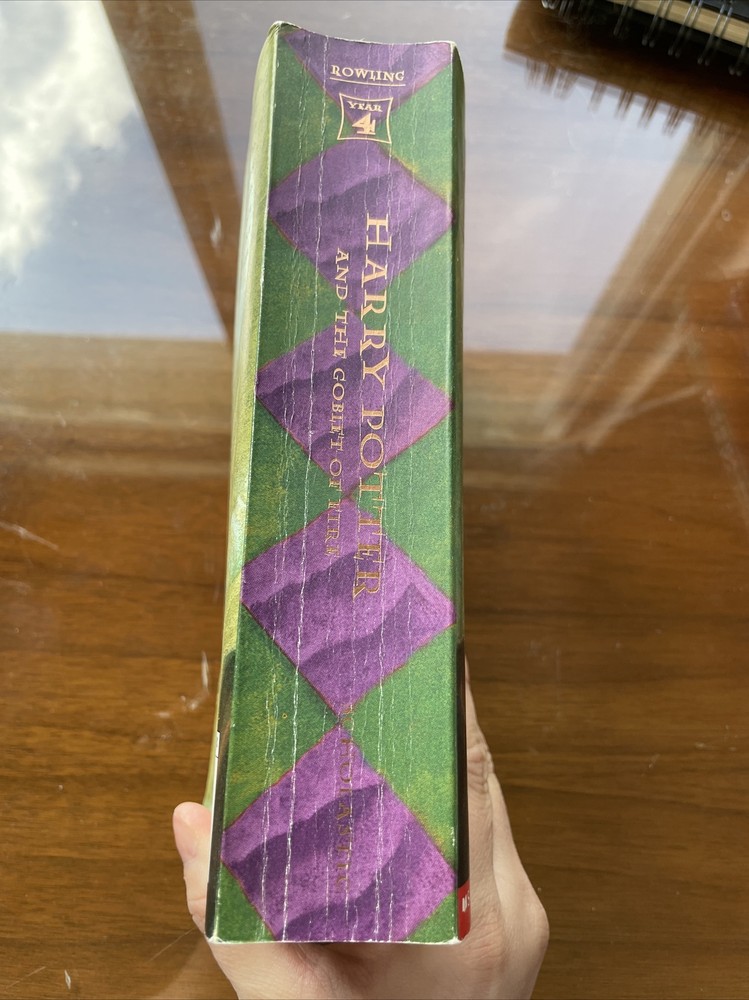 ROWLING
YEAR
4
HARRY POTTER
AND THE GOBLET OF FIRE